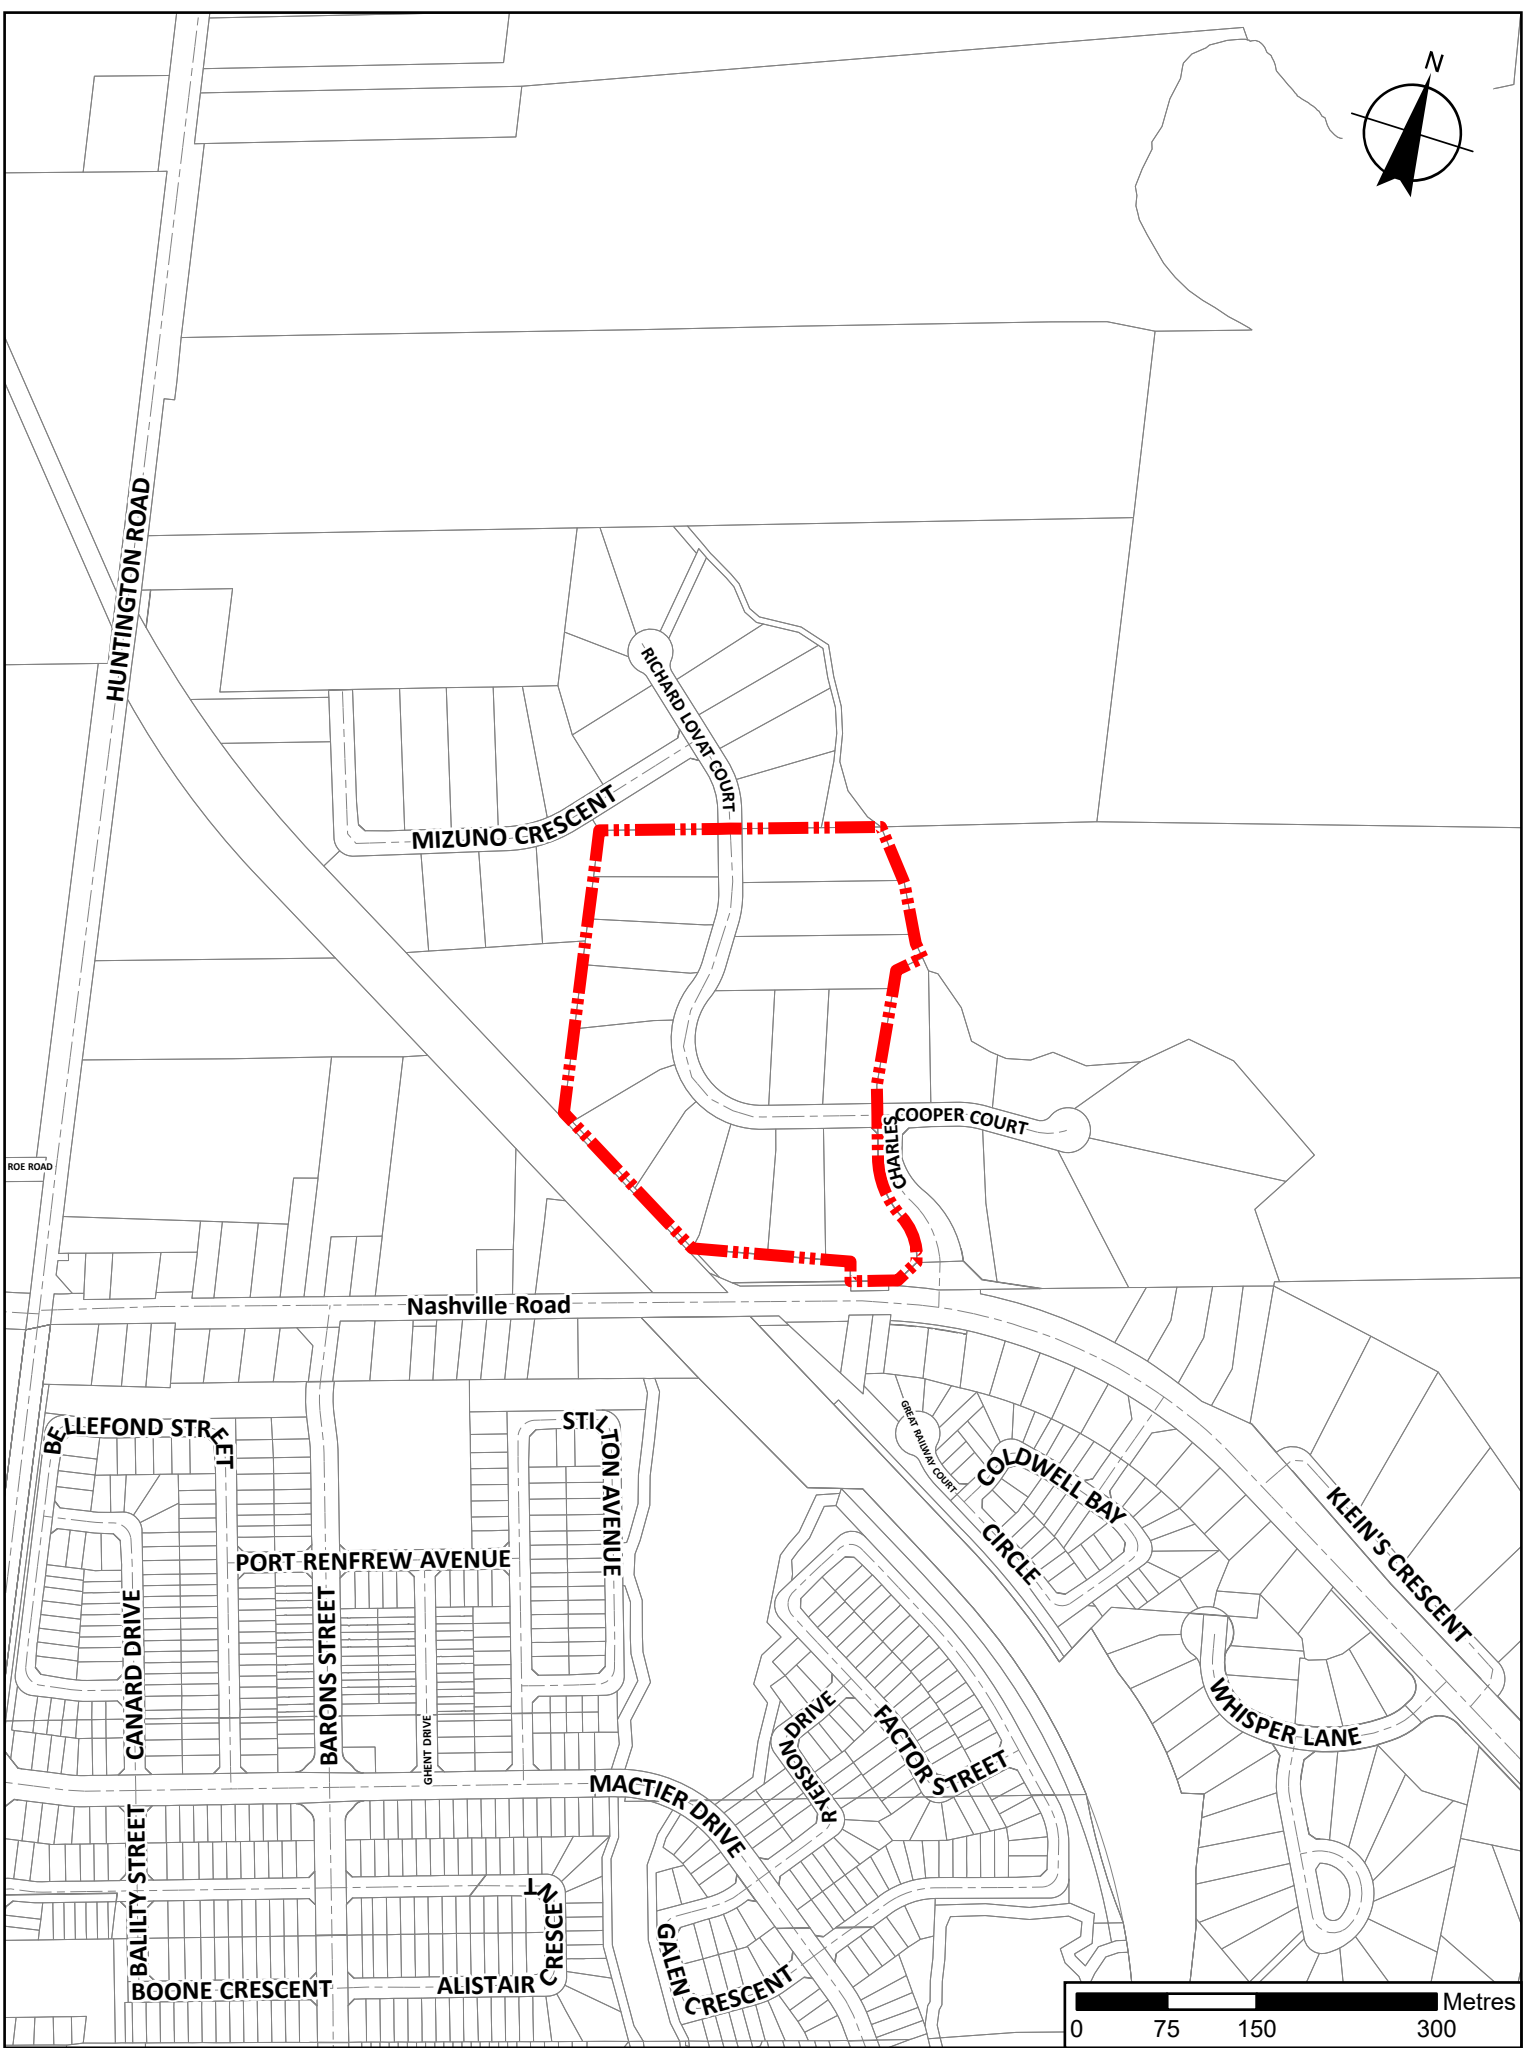 N
HUNTINGTON ROAD
RICHARD LOVAT COURT
MIZUNO CRESCENT
COOPER COURT
CHARLES
ROE ROAD
Nashville Road
BELLEFOND STREET
STILTON AVENUE
GREAT RAILWAY COURT
COLDWELL BAY
CIRCLE
KLEIN'S CRESCENT
PORT RENFREW AVENUE
CANARD DRIVE
BARONS STREET
GHENT DRIVE
RYERSON DRIVE
FACTOR STREET
WHISPER LANE
MACTIER DRIVE
BALILTY STREET
BOONE CRESCENT
ALISTAIR CRESCENT
GALEN CRESCENT
Metres
0 75 150 300